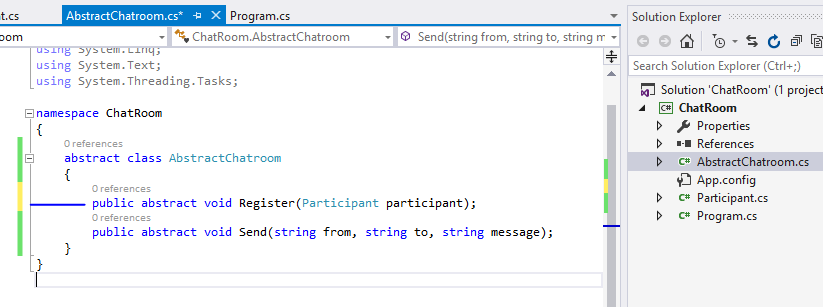 t.cs
AbstractChatroom.cs*
Program.cs
oom
ChatRoom.AbstractChatroom
Send(string from, string to, string m
using System.Linq;
using System.Text;
using System.Threading.Tasks;
namespace ChatRoom
{
0 references
abstract class AbstractChatroom
{
0 references
public abstract void Register(Participant participant);
0 references
public abstract void Send(string from, string to, string message);
}
}
Solution Explorer
Search Solution Explorer (Ctrl+;)
Solution 'ChatRoom' (1 project
C# ChatRoom
Properties
References
C# AbstractChatroom.cs
App.config
C# Participant.cs
C# Program.cs